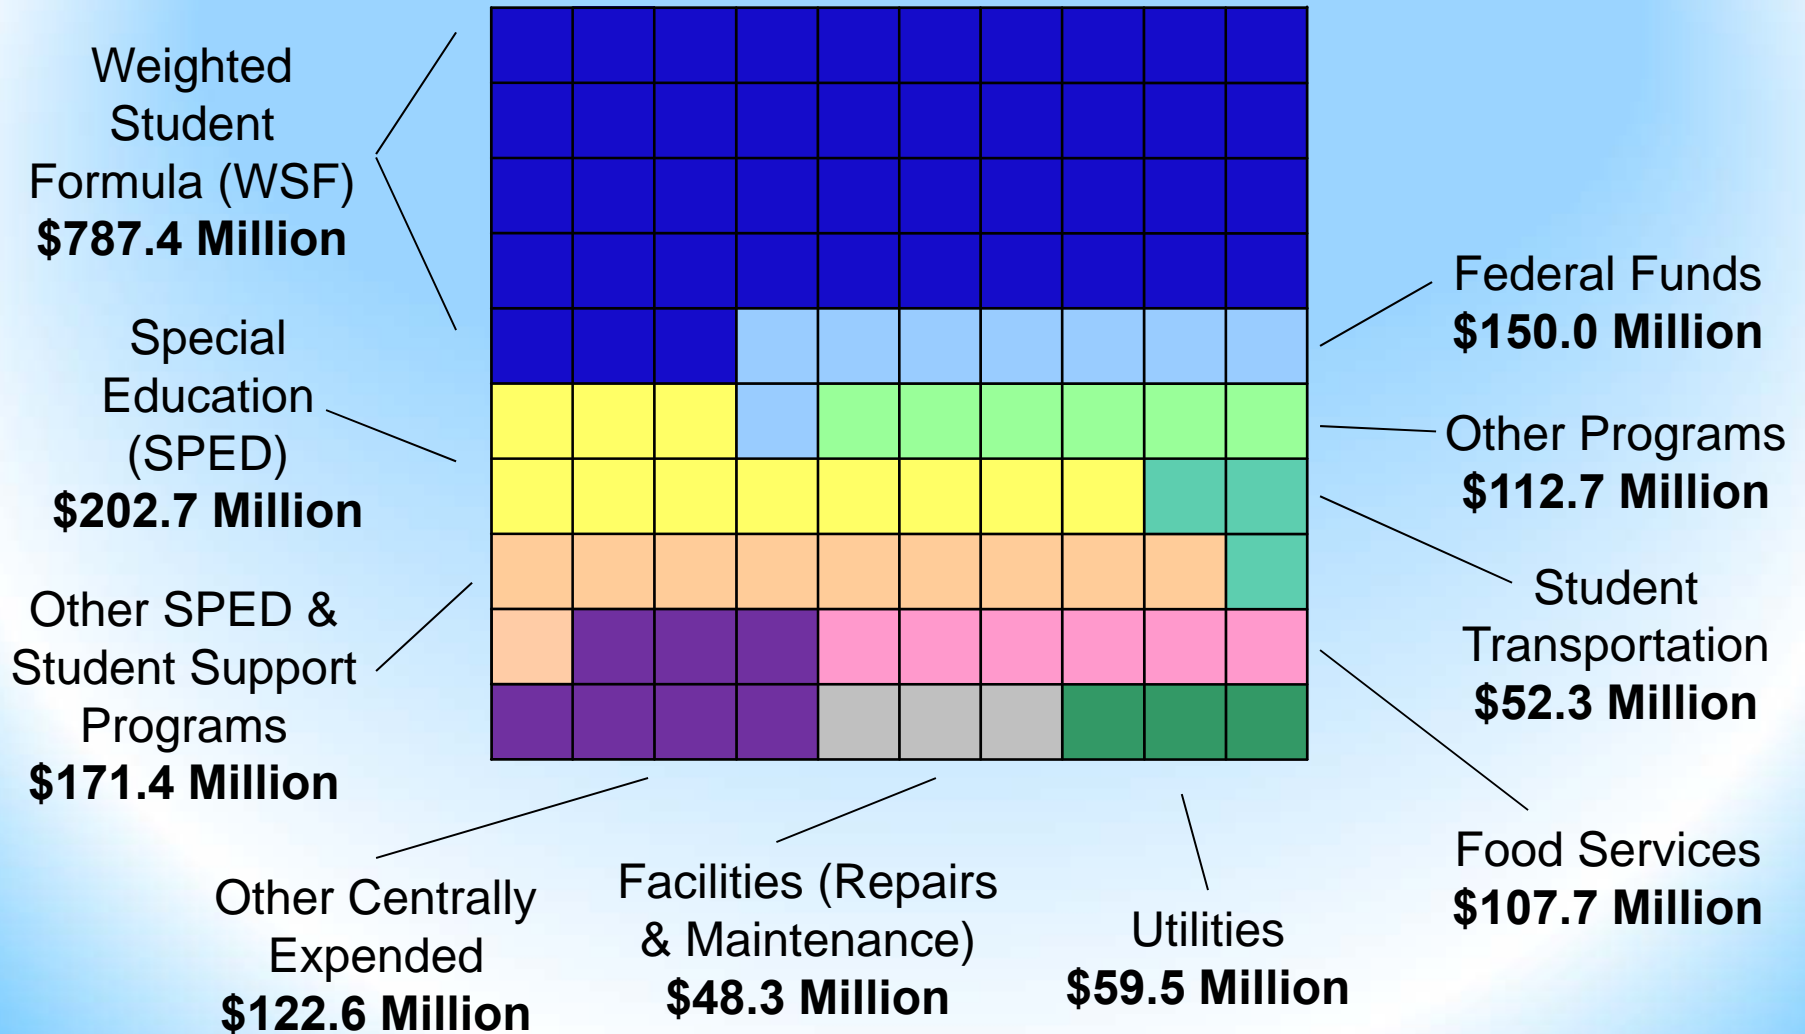 Weighted
Student
Formula (WSF)
$787.4 Million
Special
Education
(SPED)
$202.7 Million
Other SPED &
Student Support
Programs
$171.4 Million
Other Centrally
Expended
$122.6 Million
Facilities (Repairs
& Maintenance)
$48.3 Million
Utilities
$59.5 Million
Federal Funds
$150.0 Million
Other Programs
$112.7 Million
Student
Transportation
$52.3 Million
Food Services
$107.7 Million